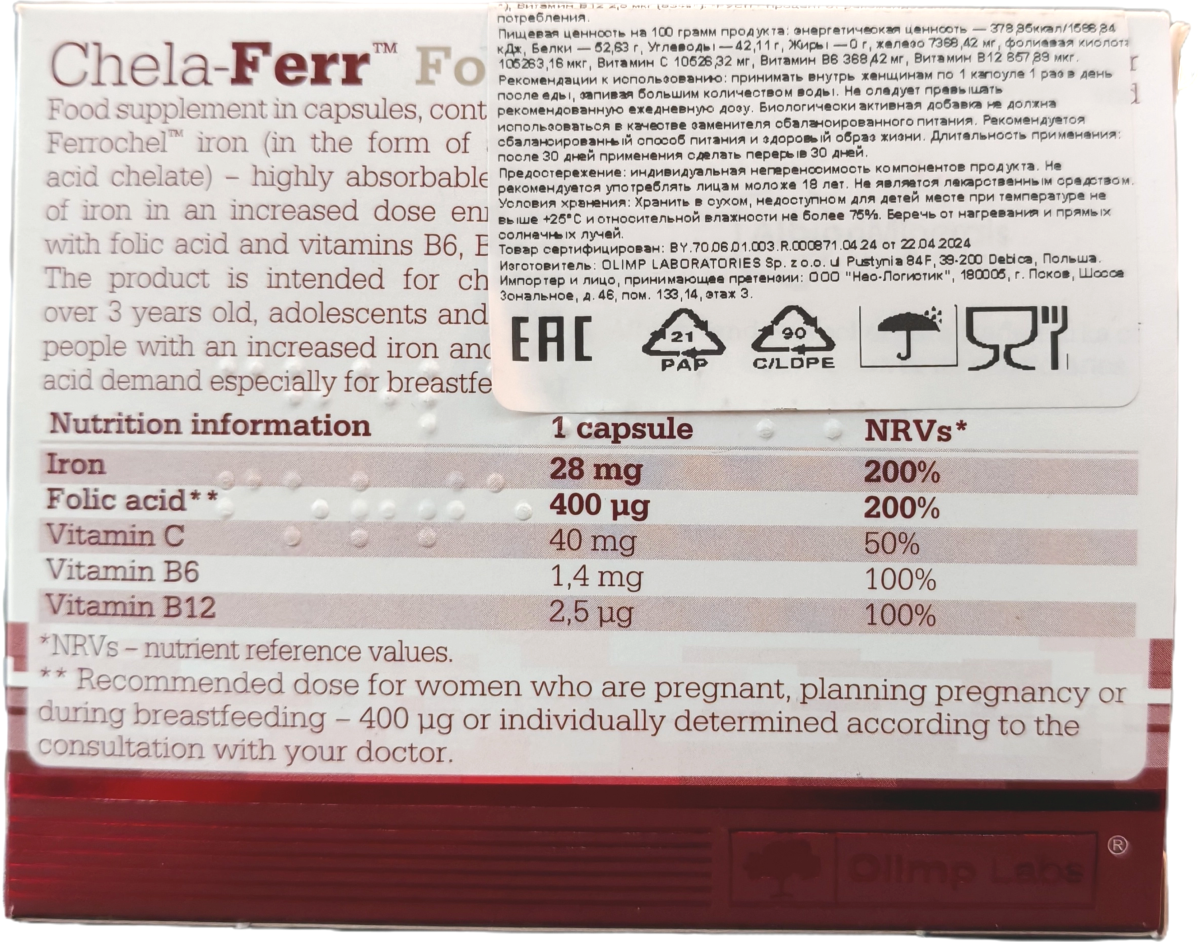 Chela-Ferr™ Fo
Food supplement in capsules, cont
Ferrochel™ iron (in the form of
acid chelate) – highly absorbable
of iron in an increased dose en
with folic acid and vitamins B6, B
The product is intended for ch
over 3 years old, adolescents and
people with an increased iron and
acid demand especially for breastfe
потребления.
Пищевая ценность на 100 грамм продукта: энергетическая ценность — 378,95ккал/1586,84
кДж, Белки — 52,63 г, Углеводы — 42,11 г, Жиры — 0 г, железо 7368,42 мг, фолиевая кислота
105263,16 мкг, Витамин C 10526,32 мг, Витамин B6 368,42 мг, Витамин B12 657,89 мкг.
Рекомендации к использованию: принимать внутрь женщинам по 1 капсуле 1 раз в день
после еды, запивая большим количеством воды. Не следует превышать
рекомендованную ежедневную дозу. Биологически активная добавка не должна
использоваться в качестве заменителя сбалансированного питания. Рекомендуется
сбалансированный способ питания и здоровый образ жизни. Длительность применения:
после 30 дней применения сделать перерыв 30 дней.
Предостережение: индивидуальная непереносимость компонентов продукта. Не
рекомендуется употреблять лицам моложе 18 лет. Не является лекарственным средством.
Условия хранения: Хранить в сухом, недоступном для детей месте при температуре не
выше +25°C и относительной влажности не более 75%. Беречь от нагревания и прямых
солнечных лучей.
Товар сертифицирован: BY.70.06.01.003.R.000871.04.24 от 22.04.2024
Изготовитель: OLIMP LABORATORIES Sp. z o.o. ul Pustynia 84F, 39-200 Debica, Польша.
Импортер и лицо, принимающее претензии: ООО "Нео-Логистик", 180005, г. Псков, Шоссе
Зональное, д. 46, пом. 133,14, этаж 3.
EAC 21 PAP 90 C/LDPE
Nutrition information 1 capsule NRVs*
Iron 28 mg 200%
Folic acid** 400 µg 200%
Vitamin C 40 mg 50%
Vitamin B6 1,4 mg 100%
Vitamin B12 2,5 µg 100%
*NRVs – nutrient reference values.
** Recommended dose for women who are pregnant, planning pregnancy or
during breastfeeding – 400 µg or individually determined according to the
consultation with your doctor.
Olimp Labs®